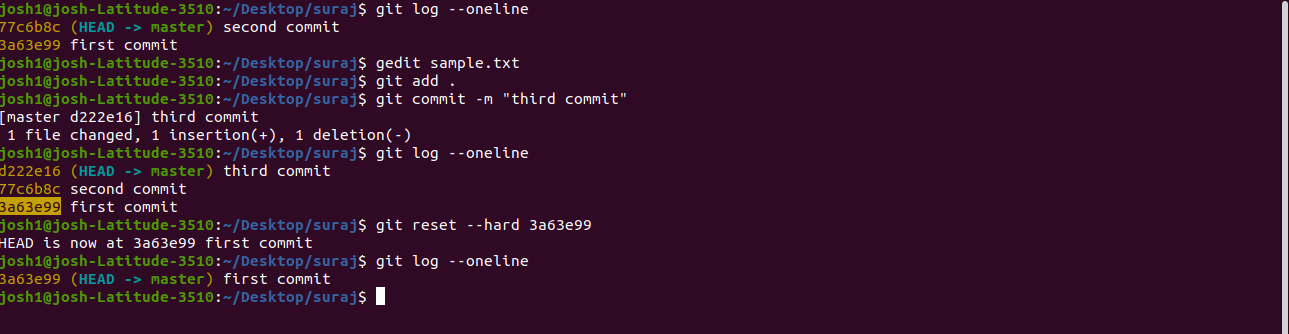 josh1@josh-Latitude-3510:~/Desktop/suraj$ git log --oneline
77c6b8c (HEAD -> master) second commit
3a63e99 first commit
josh1@josh-Latitude-3510:~/Desktop/suraj$ gedit sample.txt
josh1@josh-Latitude-3510:~/Desktop/suraj$ git add .
josh1@josh-Latitude-3510:~/Desktop/suraj$ git commit -m "third commit"
[master d222e16] third commit
 1 file changed, 1 insertion(+), 1 deletion(-)
josh1@josh-Latitude-3510:~/Desktop/suraj$ git log --oneline
d222e16 (HEAD -> master) third commit
77c6b8c second commit
3a63e99 first commit
josh1@josh-Latitude-3510:~/Desktop/suraj$ git reset --hard 3a63e99
HEAD is now at 3a63e99 first commit
josh1@josh-Latitude-3510:~/Desktop/suraj$ git log --oneline
3a63e99 (HEAD -> master) first commit
josh1@josh-Latitude-3510:~/Desktop/suraj$